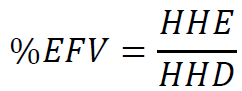 %EFV = HHE / HHD